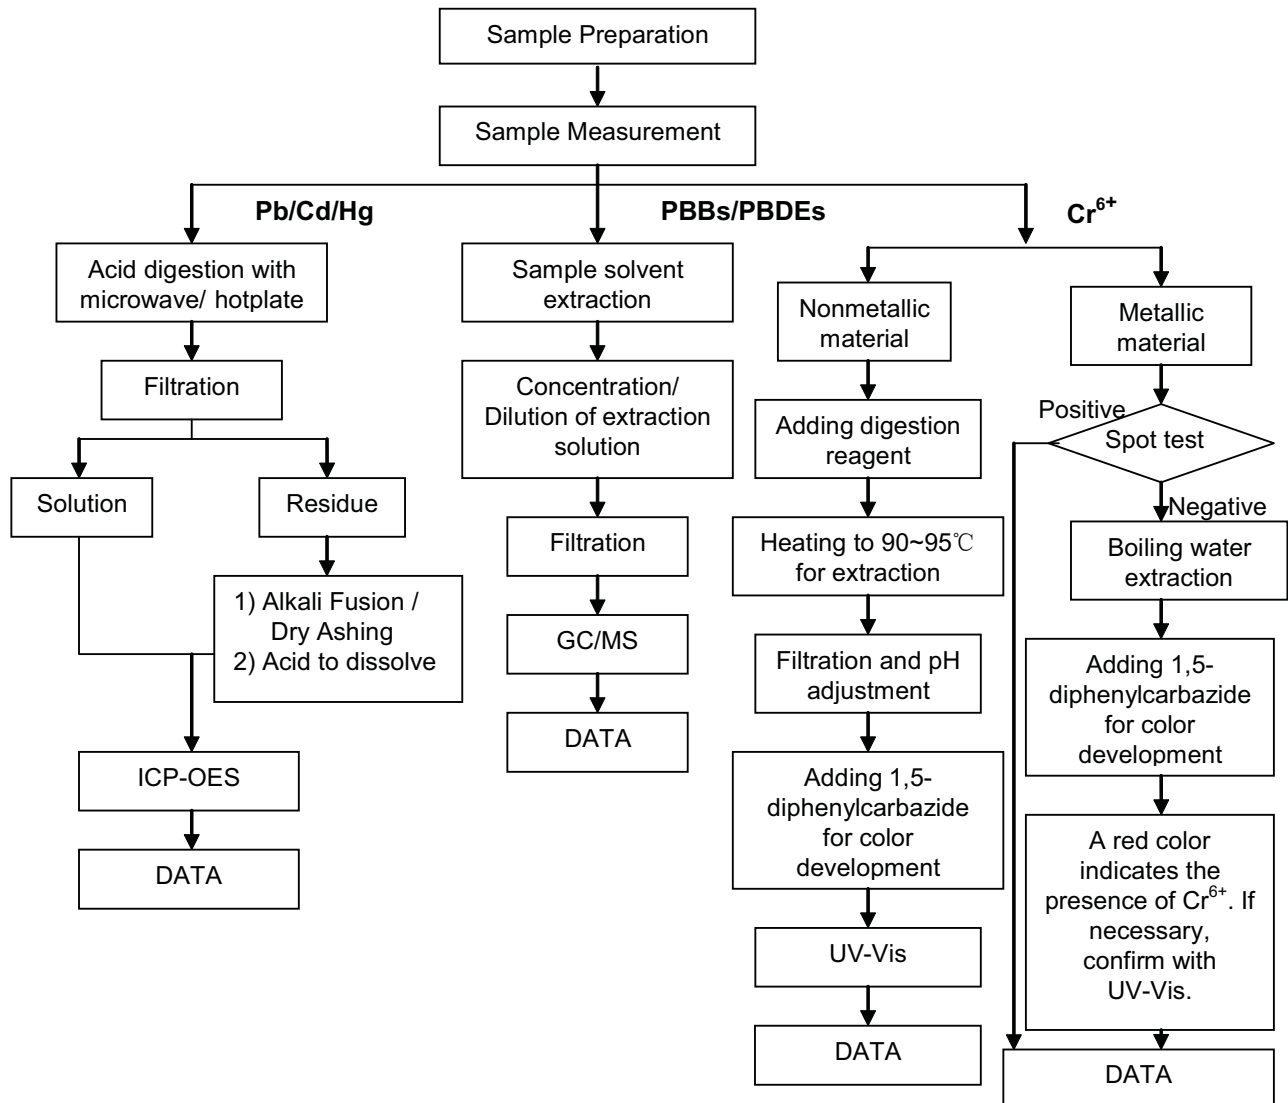 Sample Preparation
Sample Measurement
Pb/Cd/Hg
PBBs/PBDEs
Cr⁶⁺
Acid digestion with
microwave/ hotplate
Filtration
Solution
Residue
1) Alkali Fusion /
Dry Ashing
2) Acid to dissolve
ICP-OES
DATA
Sample solvent
extraction
Concentration/
Dilution of extraction
solution
Filtration
GC/MS
DATA
Nonmetallic
material
Adding digestion
reagent
Heating to 90~95℃
for extraction
Filtration and pH
adjustment
Adding 1,5-
diphenylcarbazide
for color
development
UV-Vis
DATA
Metallic
material
Positive
Spot test
Negative
Boiling water
extraction
Adding 1,5-
diphenylcarbazide
for color
development
A red color
indicates the
presence of Cr⁶⁺. If
necessary,
confirm with
UV-Vis.
DATA